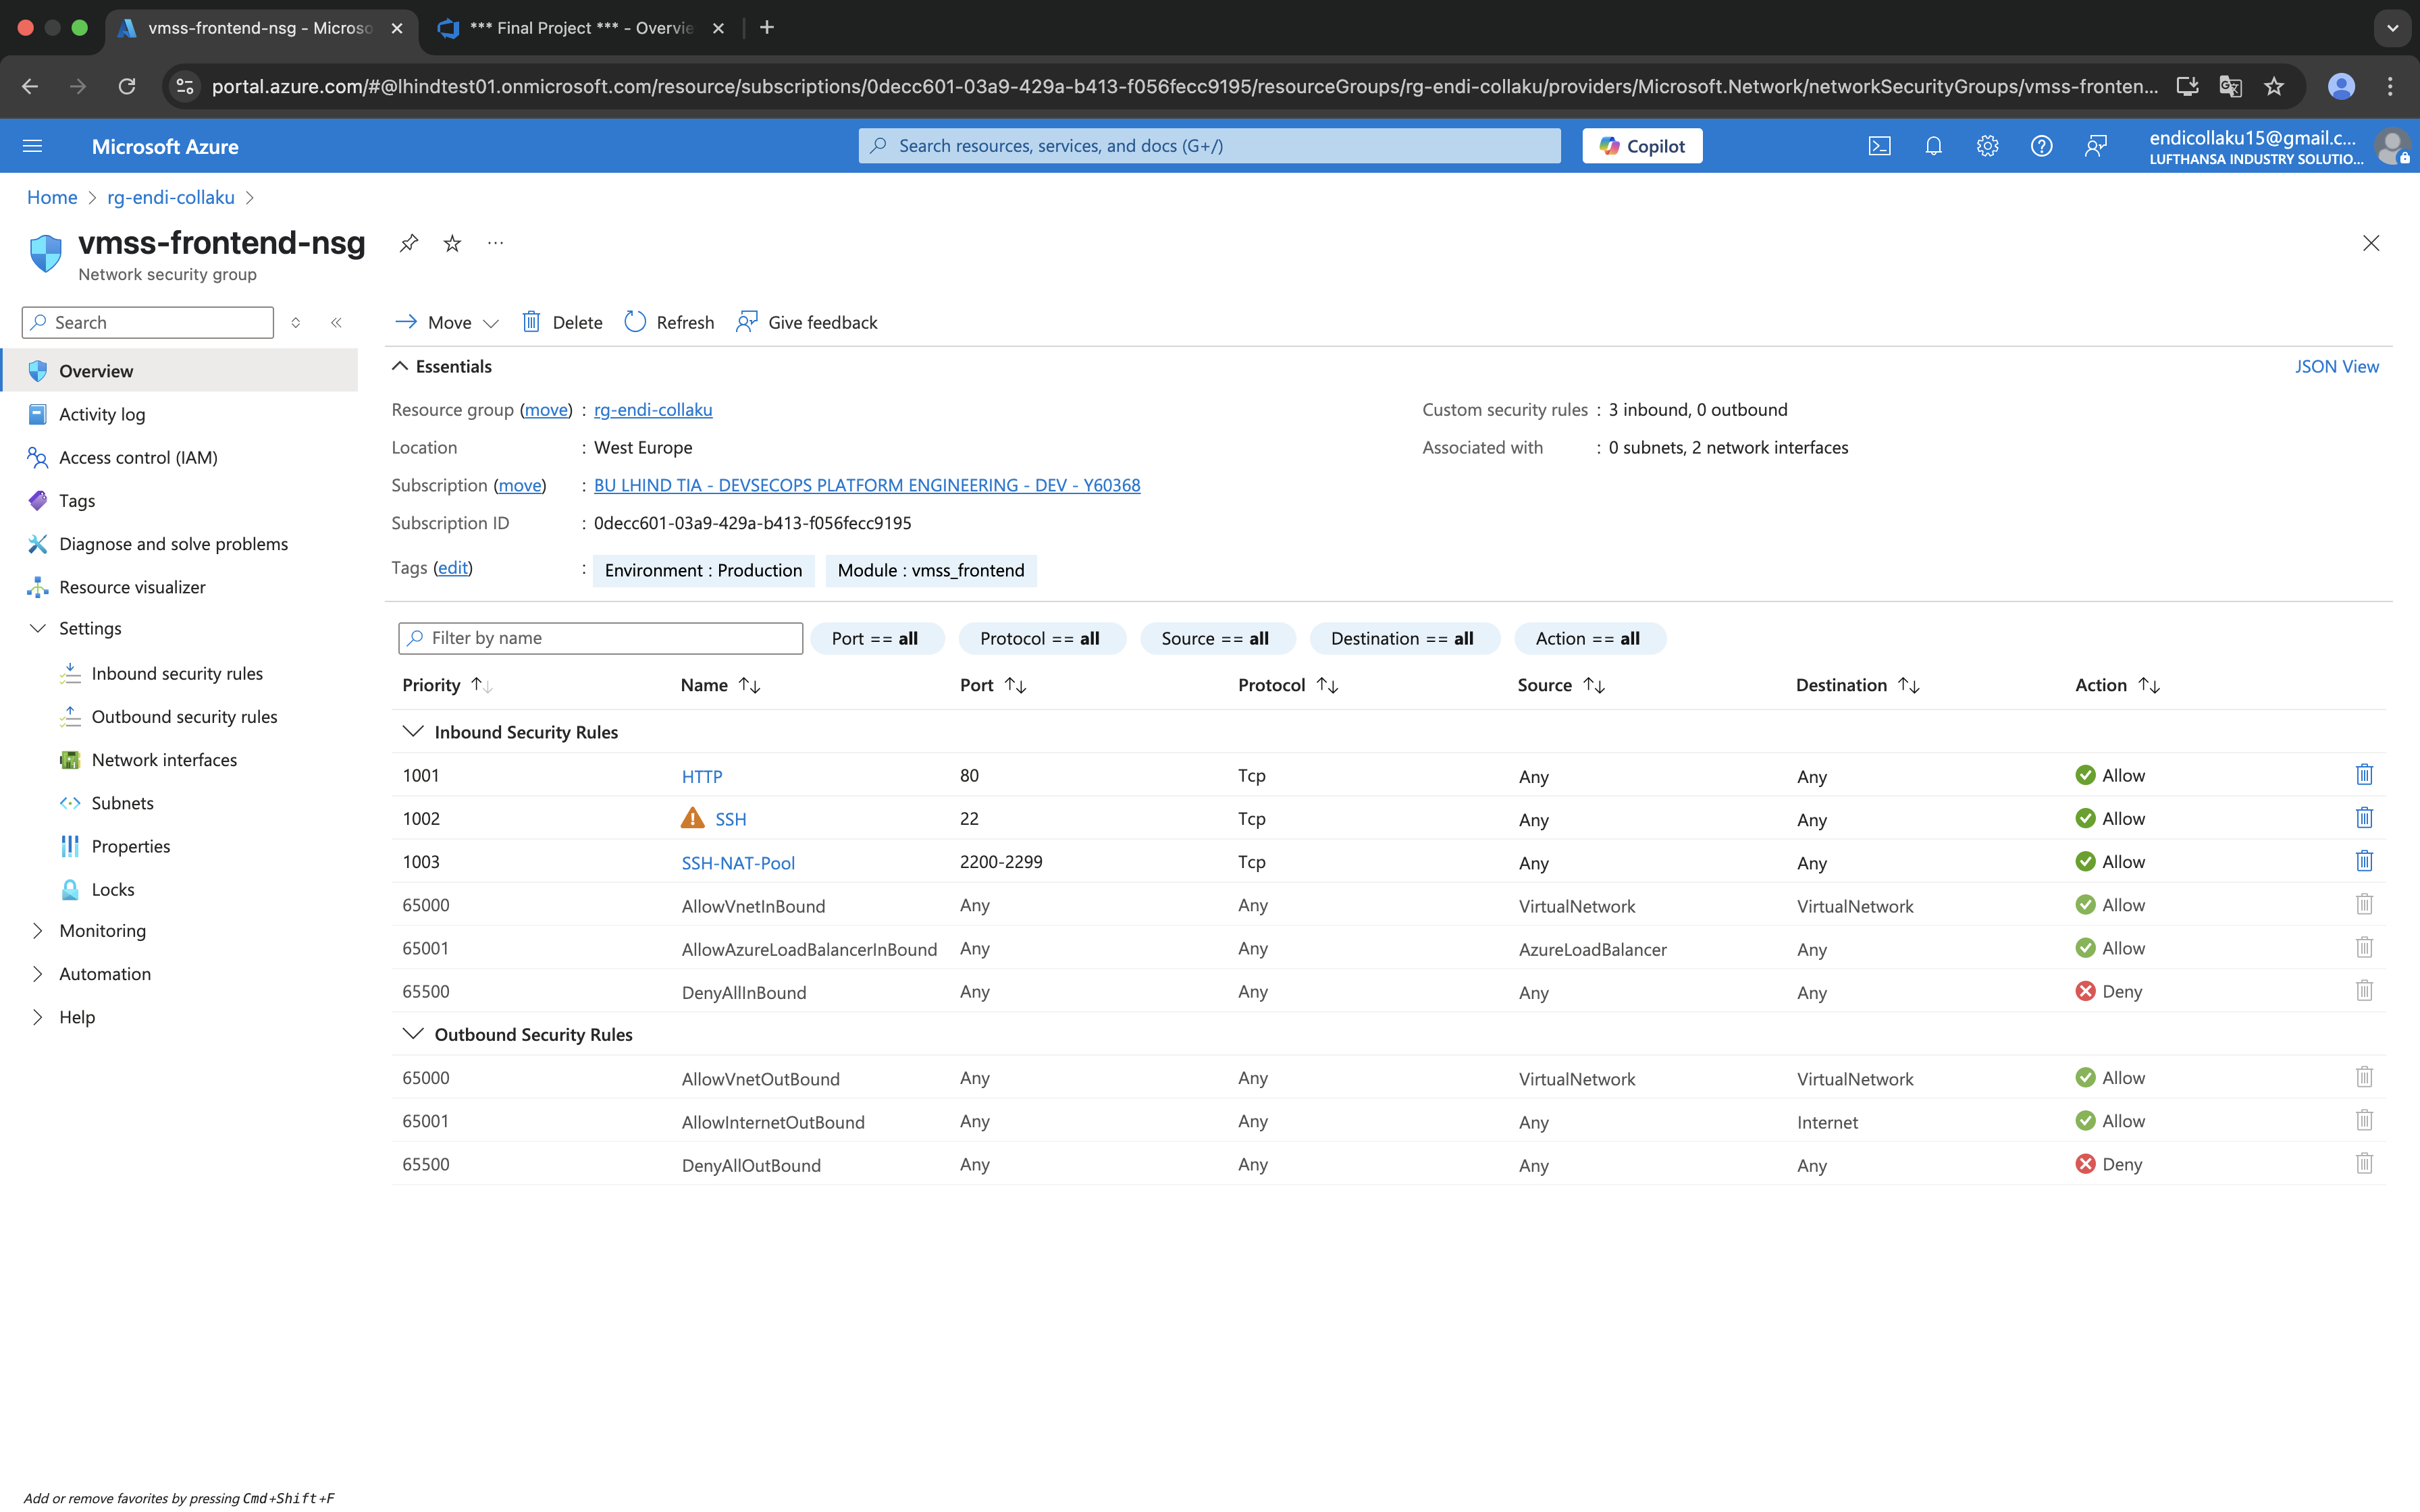 vmss-frontend-nsg - Microso
*** Final Project *** - Overvie
portal.azure.com/#@lhindtest01.onmicrosoft.com/resource/subscriptions/0decc601-03a9-429a-b413-f056fecc9195/resourceGroups/rg-endi-collaku/providers/Microsoft.Network/networkSecurityGroups/vmss-fronten...
Microsoft Azure
Search resources, services, and docs (G+/)
Copilot
endicollaku15@gmail.c...
LUFTHANSA INDUSTRY SOLUTIO...
Home > rg-endi-collaku >
vmss-frontend-nsg
Network security group
Search
Move
Delete
Refresh
Give feedback
Overview
Activity log
Access control (IAM)
Tags
Diagnose and solve problems
Resource visualizer
Settings
Inbound security rules
Outbound security rules
Network interfaces
Subnets
Properties
Locks
Monitoring
Automation
Help
Essentials
JSON View
Resource group (move) : rg-endi-collaku
Location : West Europe
Subscription (move) : BU LHIND TIA - DEVSECOPS PLATFORM ENGINEERING - DEV - Y60368
Subscription ID : 0decc601-03a9-429a-b413-f056fecc9195
Custom security rules : 3 inbound, 0 outbound
Associated with : 0 subnets, 2 network interfaces
Tags (edit) : Environment : Production Module : vmss_frontend
Filter by name
Port == all
Protocol == all
Source == all
Destination == all
Action == all
Priority Name Port Protocol Source Destination Action
Inbound Security Rules
1001 HTTP 80 Tcp Any Any Allow
1002 SSH 22 Tcp Any Any Allow
1003 SSH-NAT-Pool 2200-2299 Tcp Any Any Allow
65000 AllowVnetInBound Any Any VirtualNetwork VirtualNetwork Allow
65001 AllowAzureLoadBalancerInBound Any Any AzureLoadBalancer Any Allow
65500 DenyAllInBound Any Any Any Any Deny
Outbound Security Rules
65000 AllowVnetOutBound Any Any VirtualNetwork VirtualNetwork Allow
65001 AllowInternetOutBound Any Any Any Internet Allow
65500 DenyAllOutBound Any Any Any Any Deny
Add or remove favorites by pressing Cmd+Shift+F